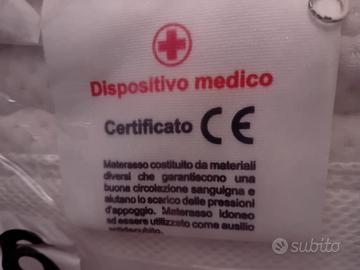 Dispositivo medico
Certificato CE
Materasso costituito da materiali
diversi che garantiscono una
buona circolazione sanguigna e
aiutano lo scarico delle pressioni
d'appoggio. Materasso idoneo
ad essere utilizzato come ausilio
antidecubito.
subito